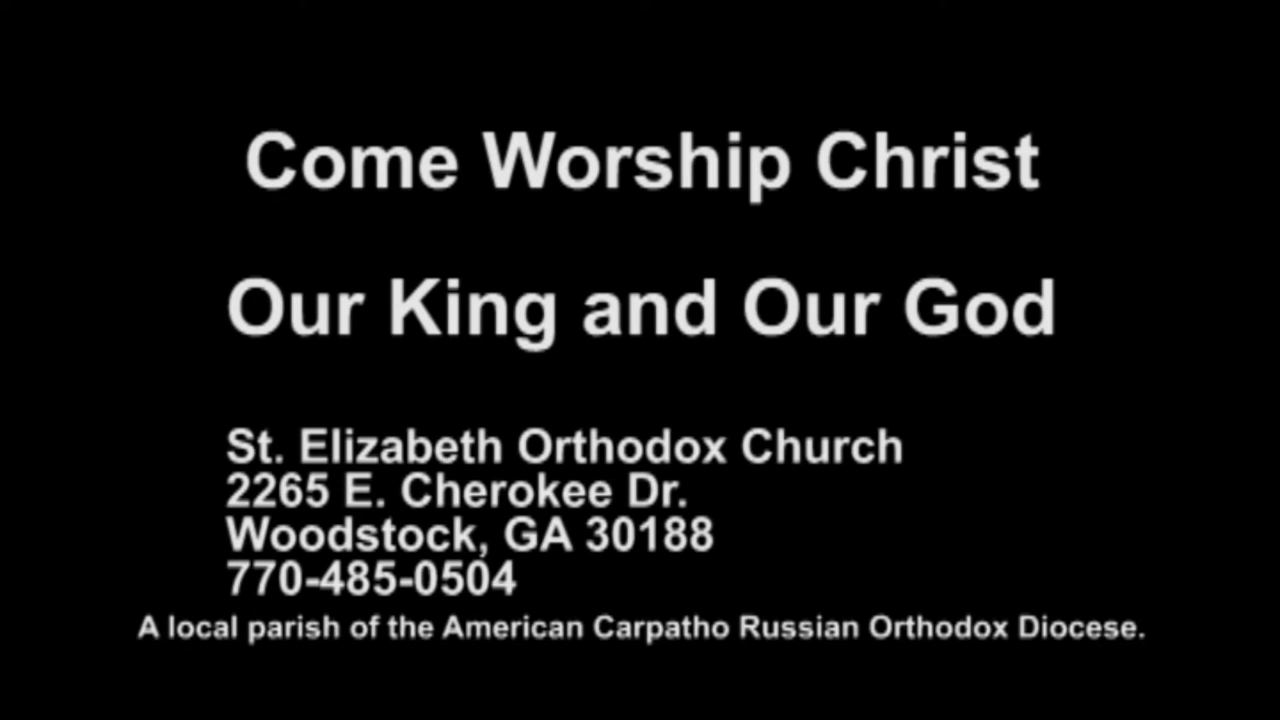 Come Worship Christ
Our King and Our God
St. Elizabeth Orthodox Church
2265 E. Cherokee Dr.
Woodstock, GA 30188
770-485-0504
A local parish of the American Carpatho Russian Orthodox Diocese.